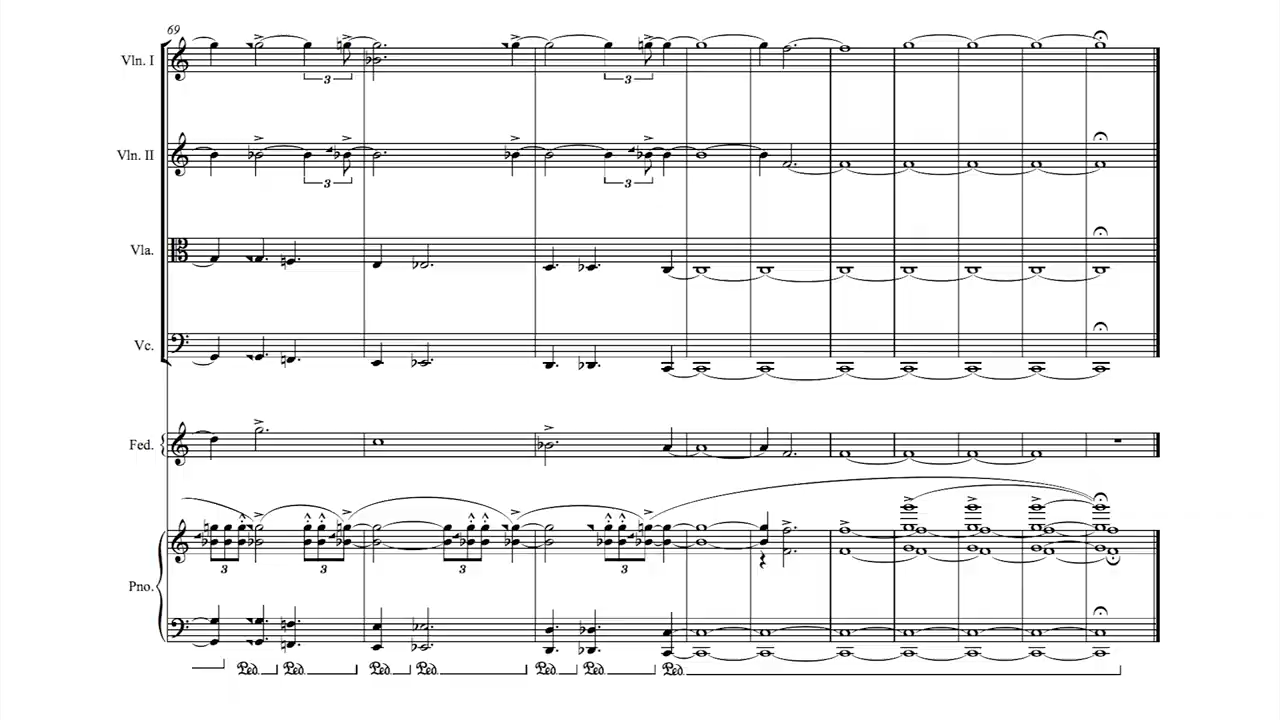 69
Vln. I
3
3
Vln. II
3
3
Vla.
Vc.
Fed.
3
3
3
3
Pno.
Ped. Ped. Ped. Ped. Ped. Ped. Ped.